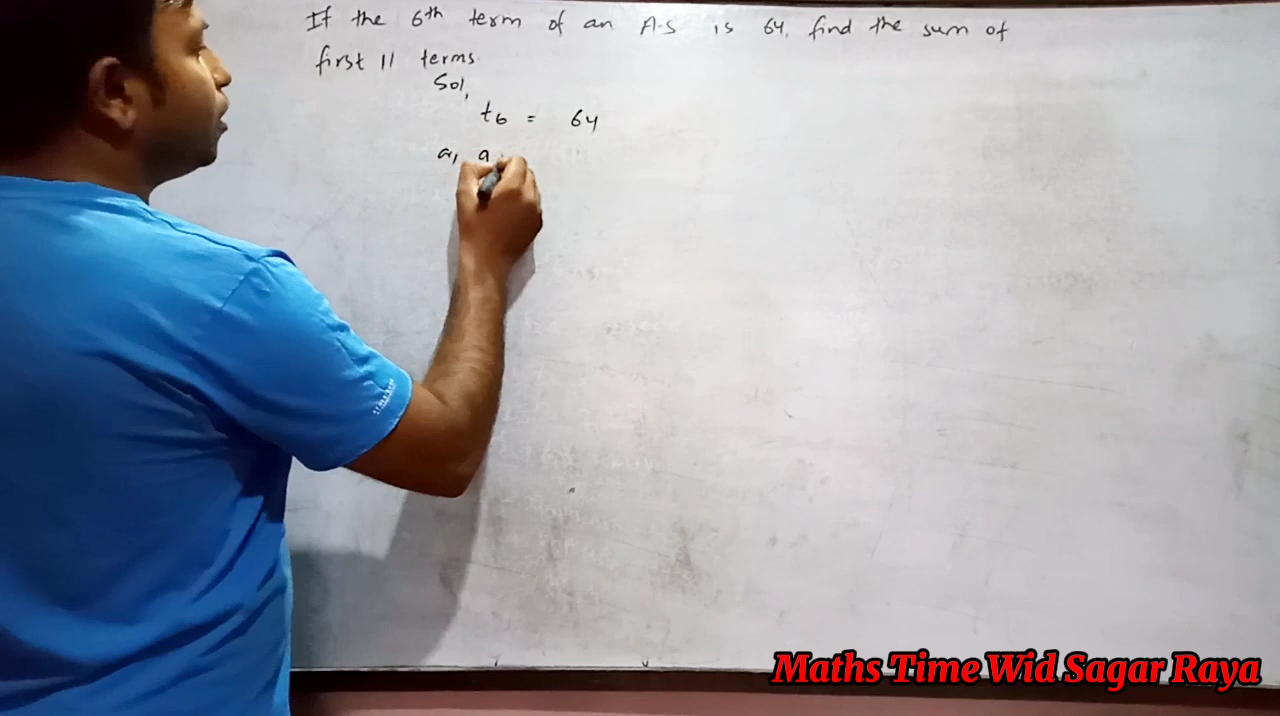 If the 6th term of an A.S is 64, find the sum of
first 11 terms.
Sol,
t6 = 64
or, a
Maths Time Wid Sagar Raya